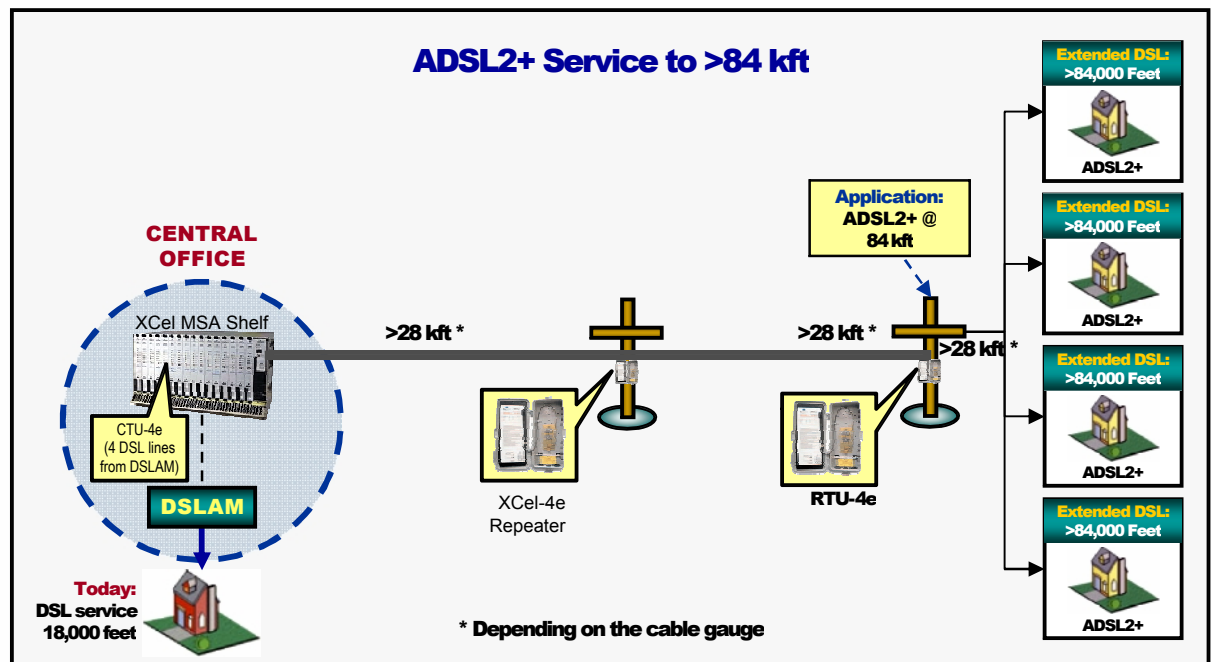 ADSL2+ Service to >84 kft
CENTRAL
OFFICE
XCel MSA Shelf
CTU-4e
(4 DSL lines
from DSLAM)
DSLAM
Today:
DSL service
18,000 feet
>28 kft *
XCel-4e
Repeater
>28 kft *
Application:
ADSL2+ @
84 kft
>28 kft *
RTU-4e
* Depending on the cable gauge
Extended DSL:
>84,000 Feet
ADSL2+
Extended DSL:
>84,000 Feet
ADSL2+
Extended DSL:
>84,000 Feet
ADSL2+
Extended DSL:
>84,000 Feet
ADSL2+